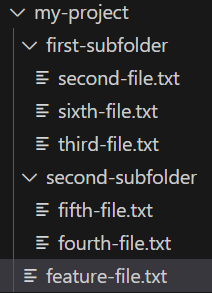 my-project
first-subfolder
second-file.txt
sixth-file.txt
third-file.txt
second-subfolder
fifth-file.txt
fourth-file.txt
feature-file.txt